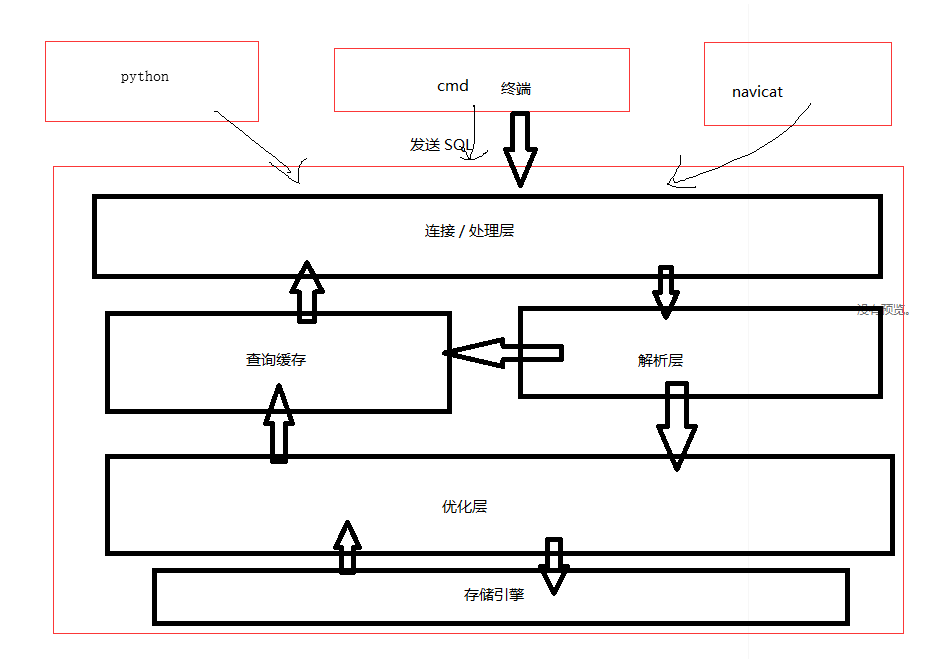 python
cmd 终端
navicat
发送 SQL
连接 / 处理层
没有预览。
查询缓存
解析层
优化层
存储引擎